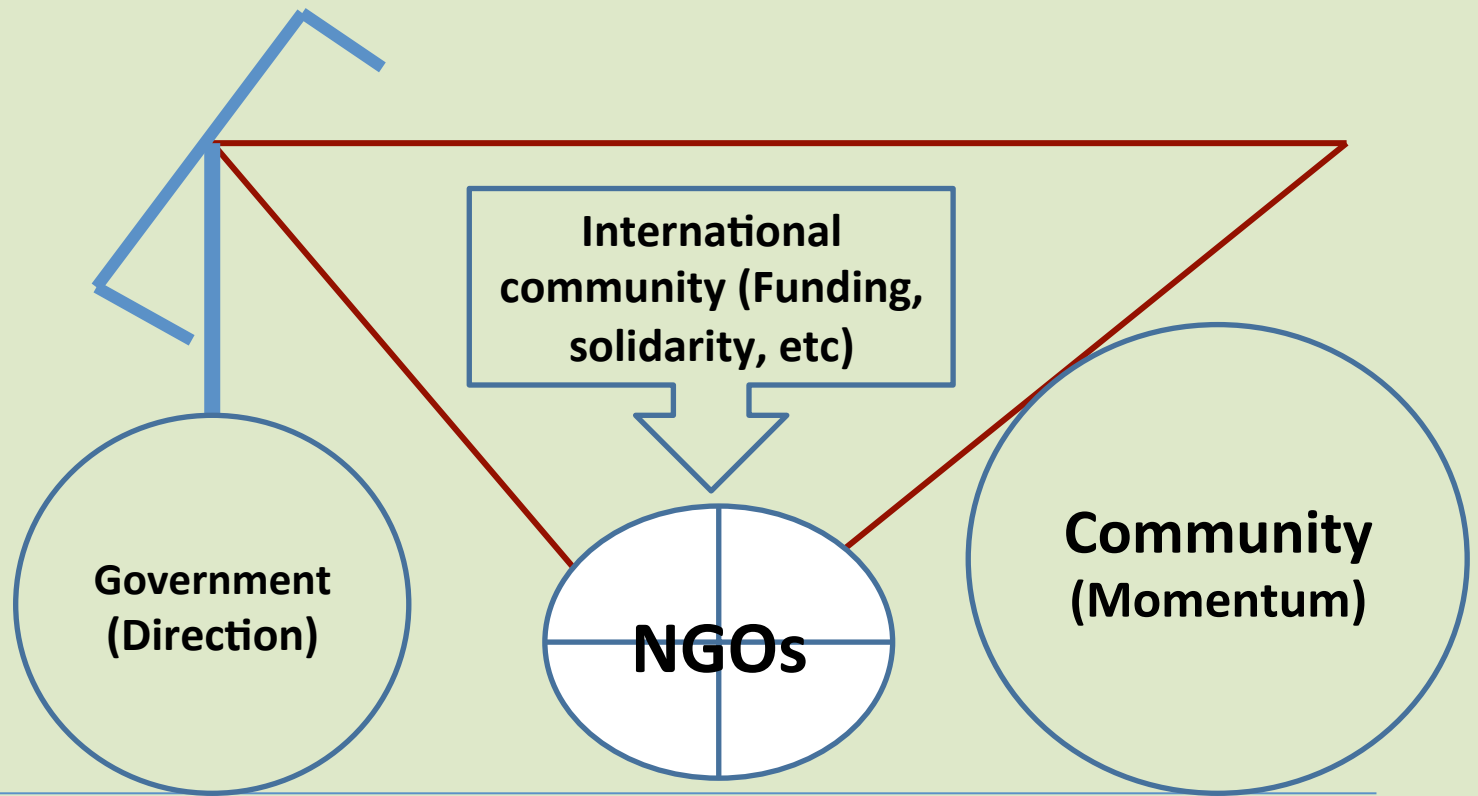 International
community (Funding,
solidarity, etc)
Government
(Direction)
NGOs
Community
(Momentum)